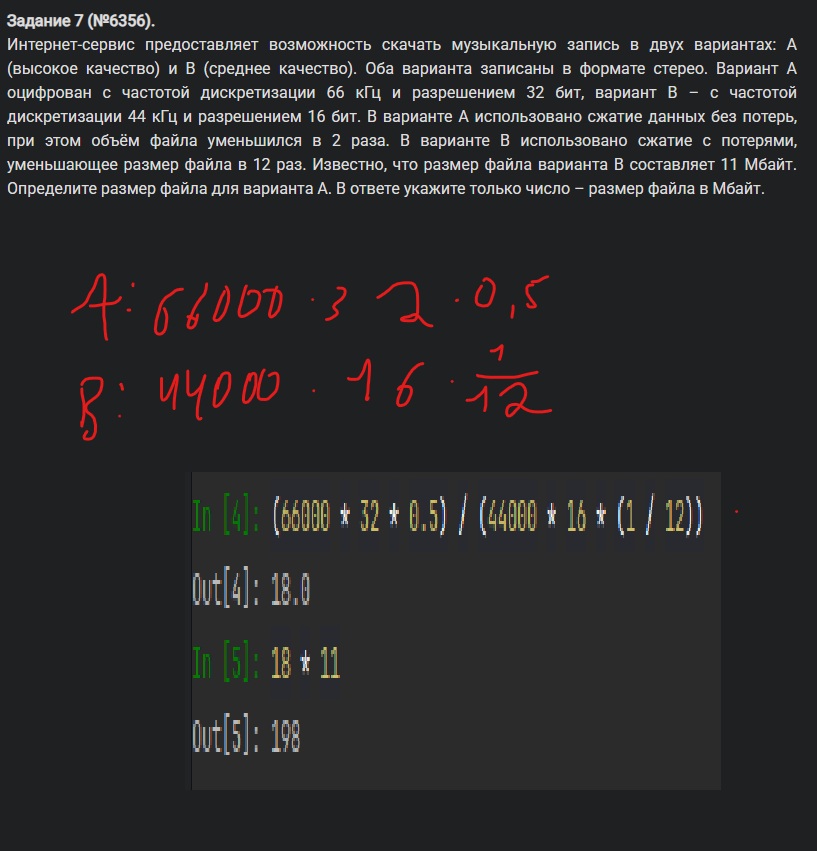 Задание 7 (№6356).
Интернет-сервис предоставляет возможность скачать музыкальную запись в двух вариантах: А
(высокое качество) и В (среднее качество). Оба варианта записаны в формате стерео. Вариант А
оцифрован с частотой дискретизации 66 кГц и разрешением 32 бит, вариант В – с частотой
дискретизации 44 кГц и разрешением 16 бит. В варианте А использовано сжатие данных без потерь,
при этом объём файла уменьшился в 2 раза. В варианте В использовано сжатие с потерями,
уменьшающее размер файла в 12 раз. Известно, что размер файла варианта В составляет 11 Мбайт.
Определите размер файла для варианта А. В ответе укажите только число – размер файла в Мбайт.
A: 66000 · 32 · 0,5
B: 44000 · 16 · 1/12
In [4]: (66000 * 32 * 0.5) / (44000 * 16 * (1 / 12))
Out[4]: 18.0
In [5]: 18 * 11
Out[5]: 198